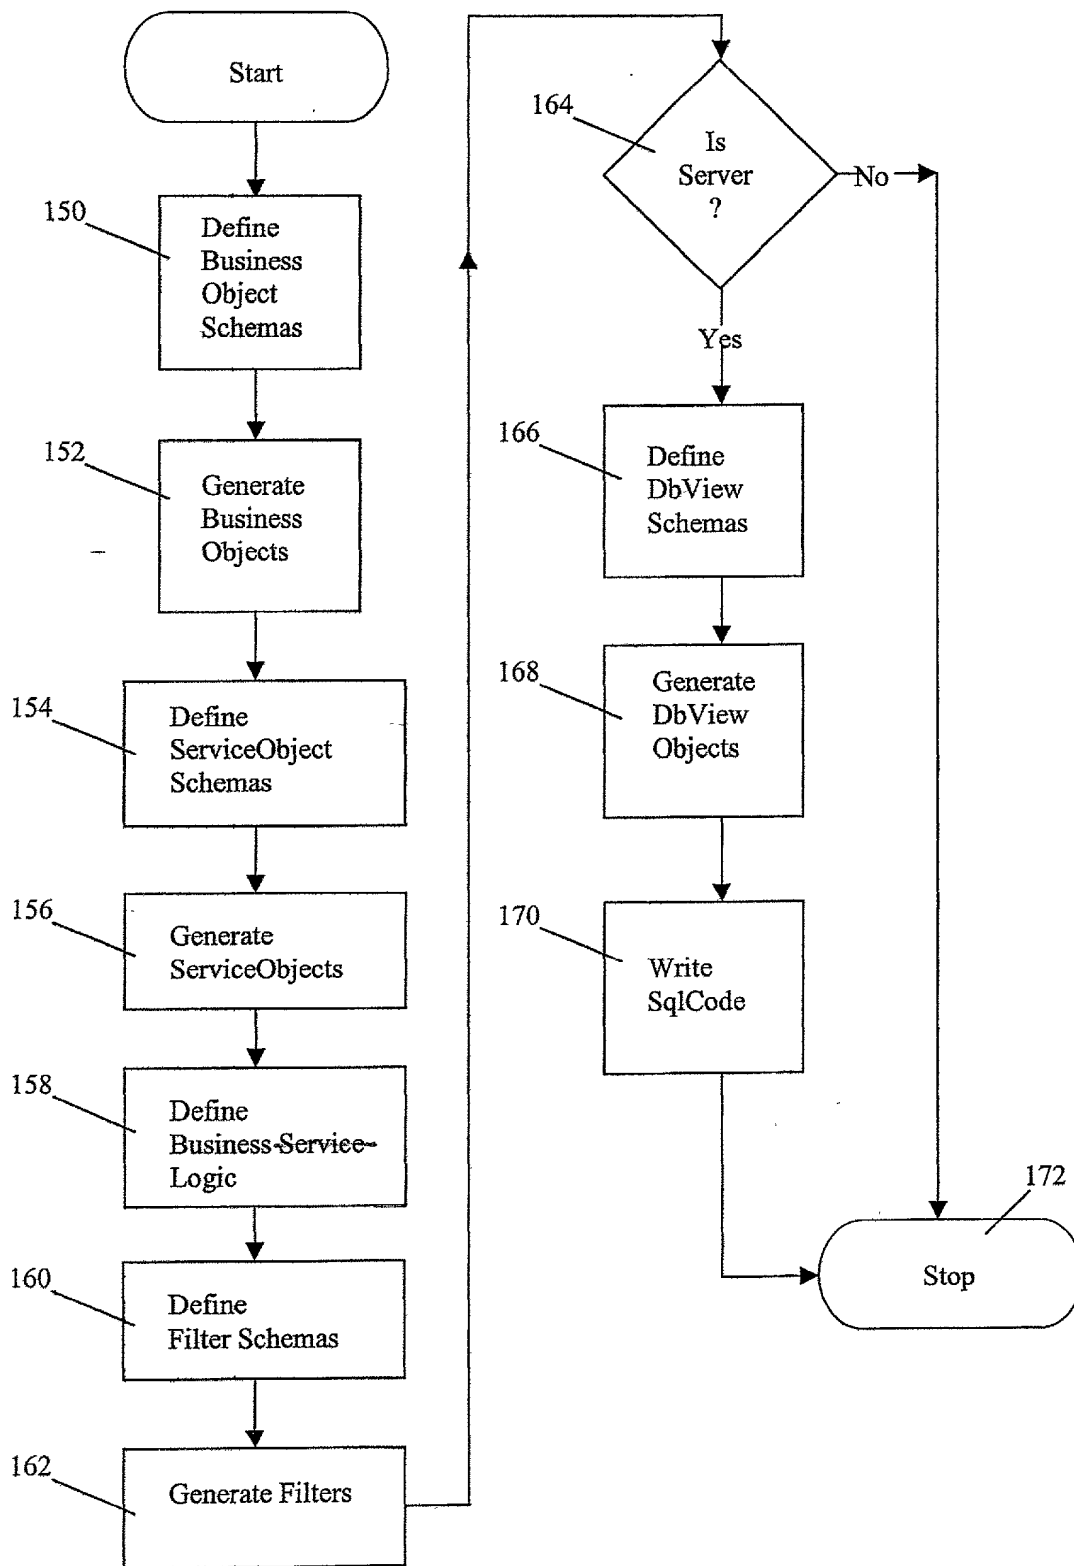 Start
150
Define
Business
Object
Schemas
152
Generate
Business
Objects
154
Define
ServiceObject
Schemas
156
Generate
ServiceObjects
158
Define
Business-Service-
Logic
160
Define
Filter Schemas
162
Generate Filters
164
Is
Server
?
No
Yes
166
Define
DbView
Schemas
168
Generate
DbView
Objects
170
Write
SqlCode
172
Stop